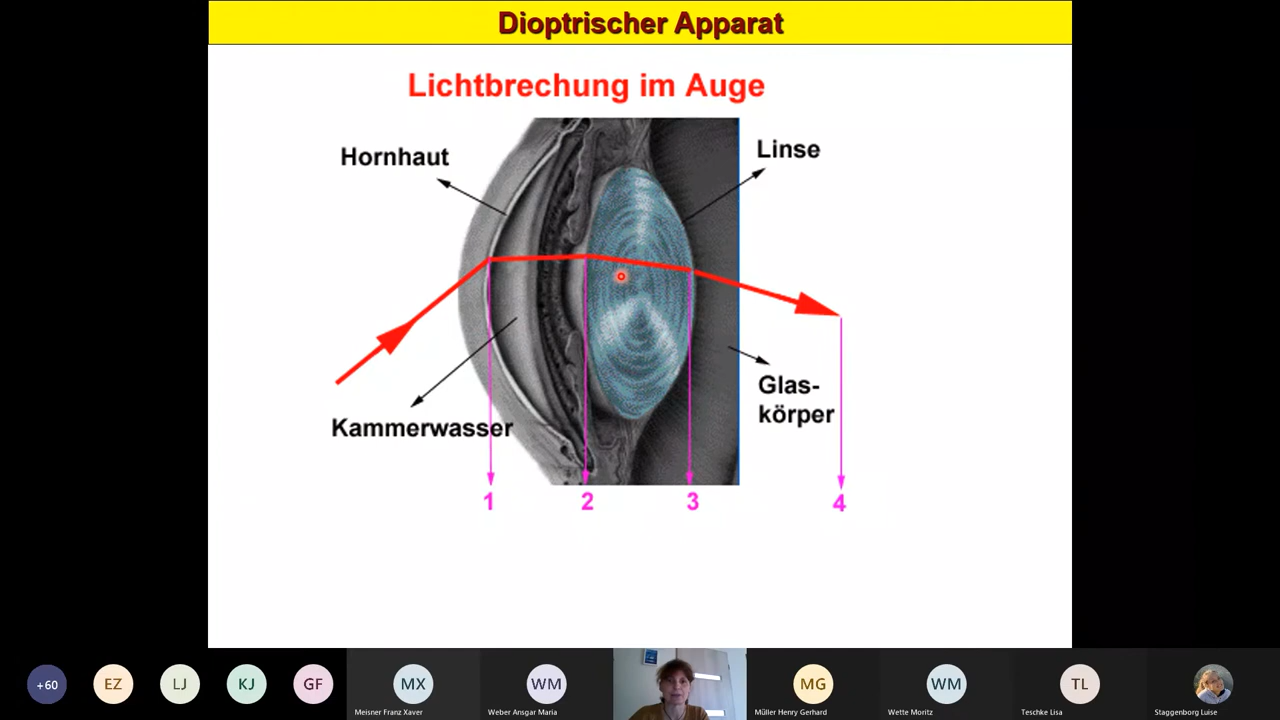 Dioptrischer Apparat
Lichtbrechung im Auge
Hornhaut
Linse
Kammerwasser
Glas-
körper
1
2
3
4
+60
EZ
LJ
KJ
GF
MX
WM
MG
WM
TL
Meisner Franz Xaver
Weber Ansgar Maria
Müller Henry Gerhard
Wette Moritz
Teschke Lisa
Staggenborg Luise